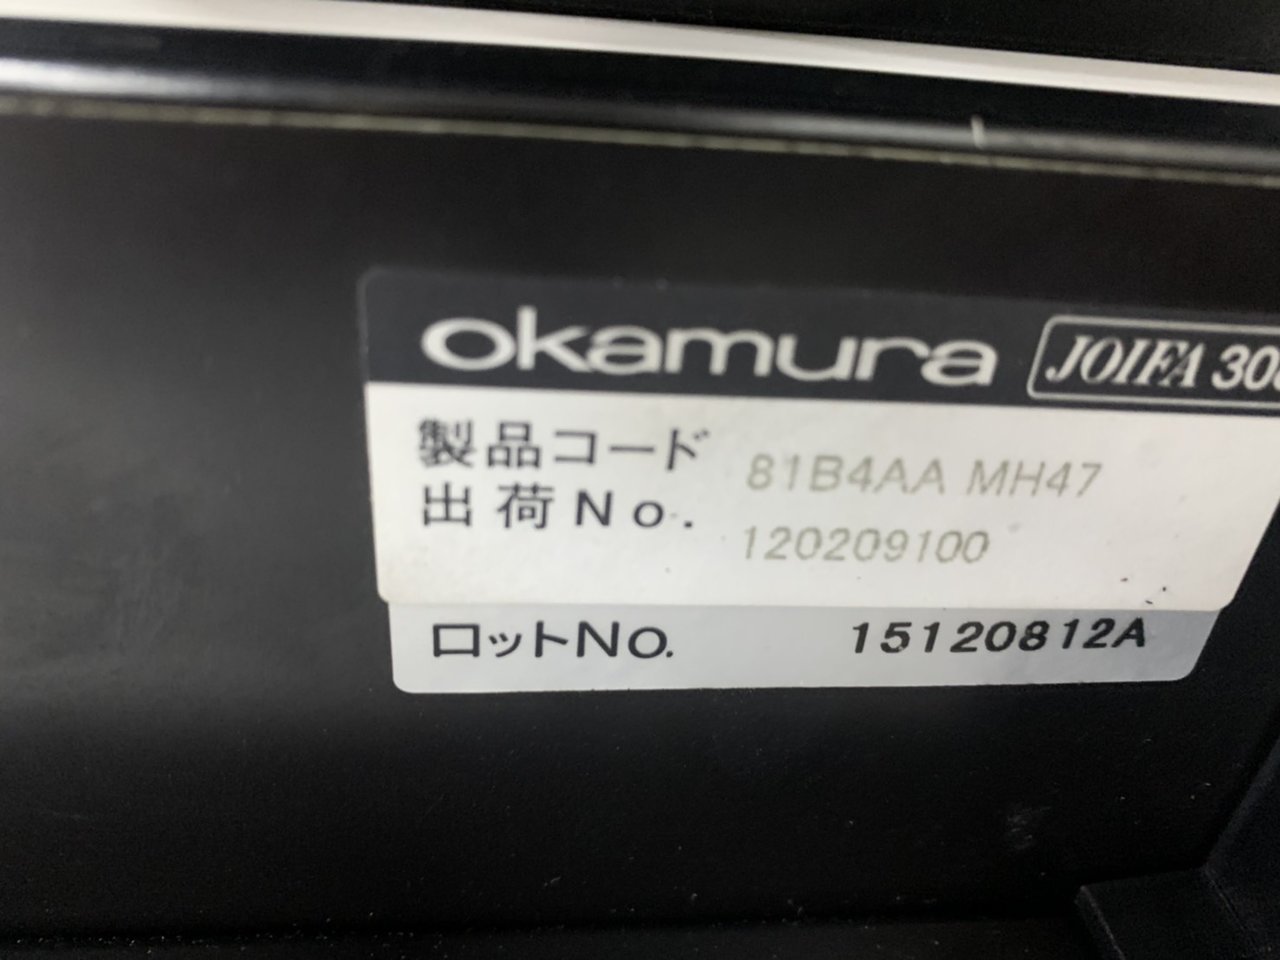 okamura JOIFA 30
製品コード 81B4AA MH47
出荷No. 120209100
ロットNo. 15120812A